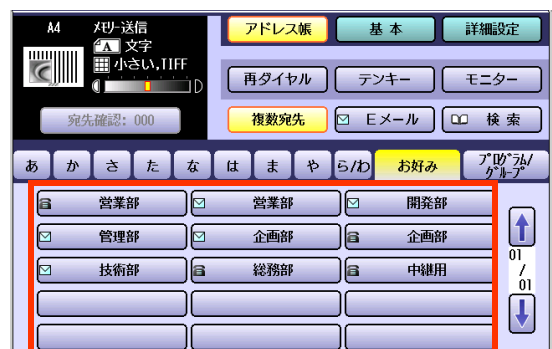 A4 ﾒﾓﾘｰ送信
A 文字
小さい,TIFF
D
宛先確認: 000
アドレス帳 基本 詳細設定
再ダイヤル テンキー モニター
複数宛先 Eメール 検索
あ か さ た な は ま や ら/わ お好み ﾌﾟﾛｸﾞﾗﾑ/ｸﾞﾙｰﾌﾟ
営業部 営業部 開発部
管理部 企画部 企画部
技術部 総務部 中継用
01
/
01